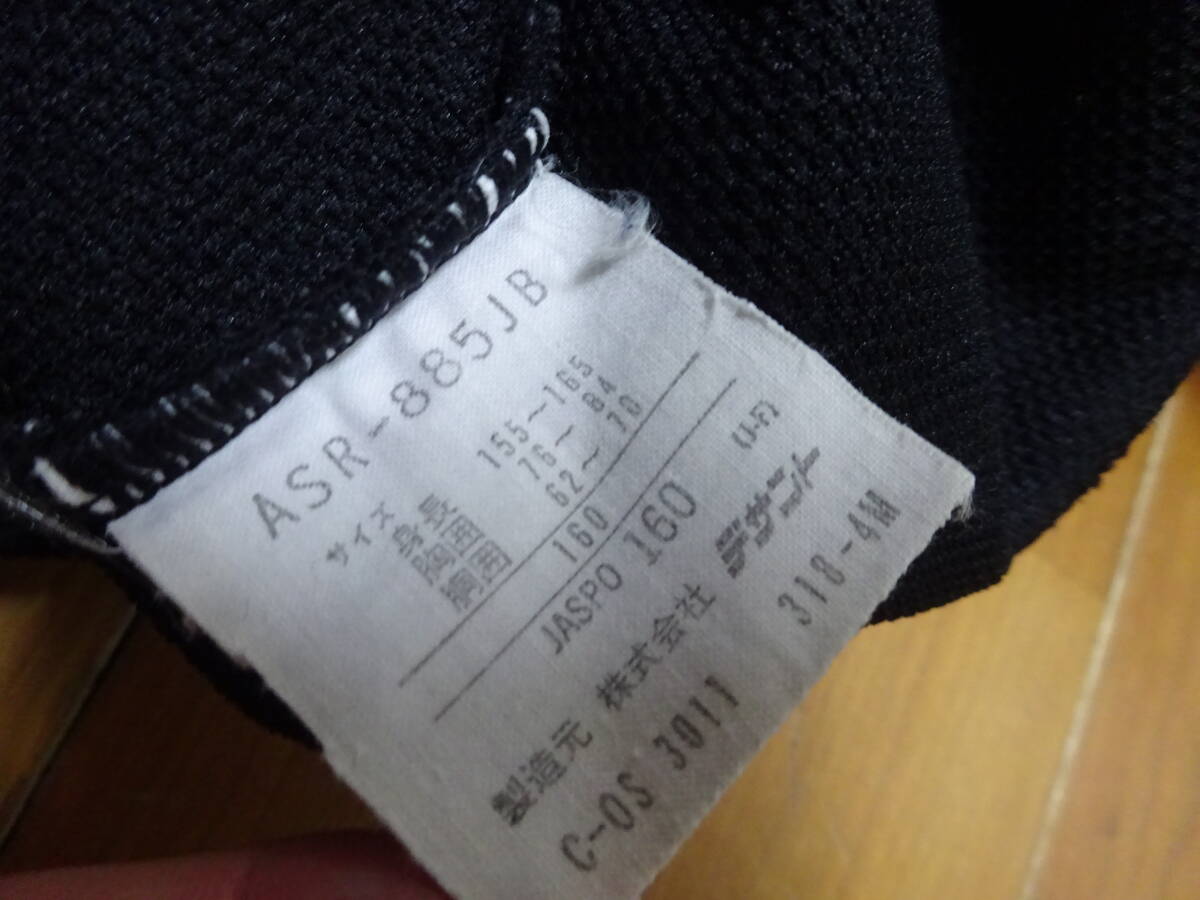 ASR-885JB
サイズ
身長 155～165
胸囲 76～ 84
胴囲 62～ 70
160
JASPO 160 (J-F)
製造元 株式会社 デサント
C-OS 3011 318-4M